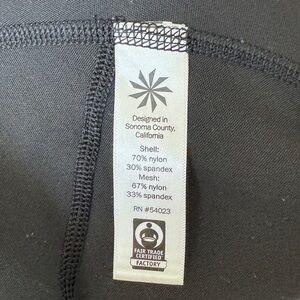 Designed in
Sonoma County,
California
Shell:
70% nylon
30% spandex
Mesh:
67% nylon
33% spandex
RN #54023
FAIR TRADE
CERTIFIED
FACTORY